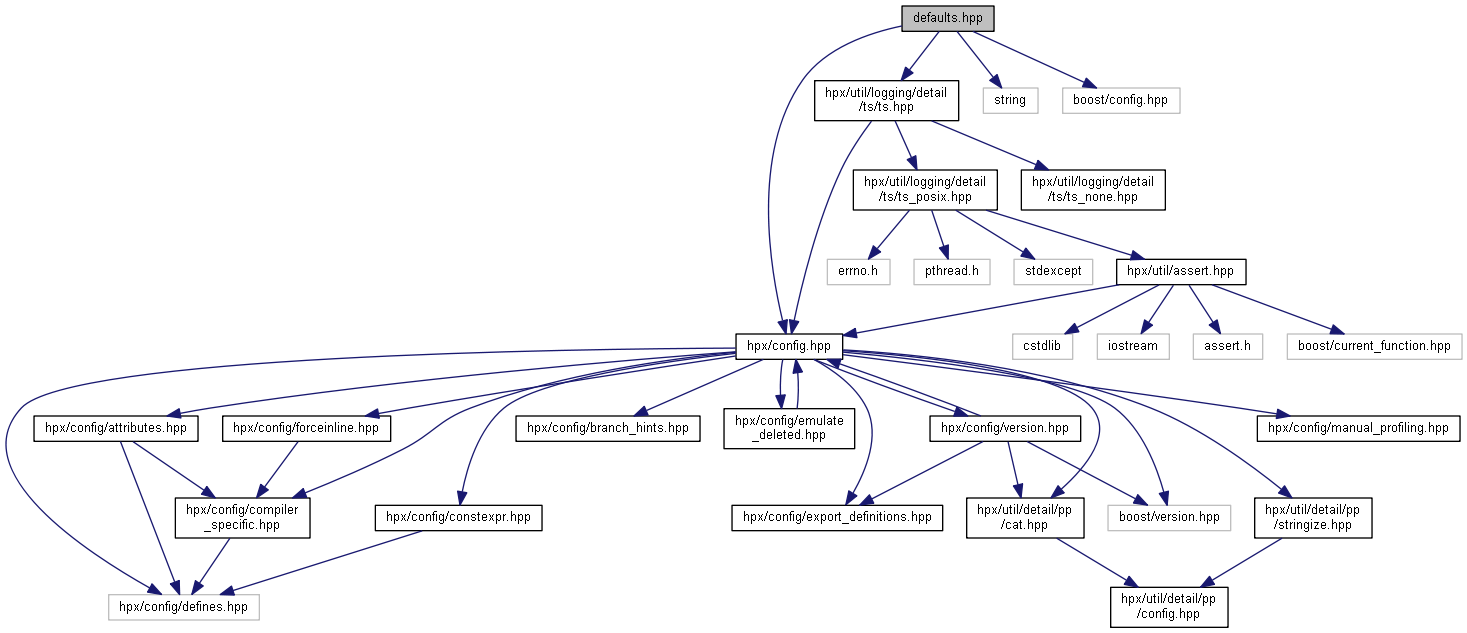 defaults.hpp
hpx/util/logging/detail
/ts/ts.hpp
string
boost/config.hpp
hpx/util/logging/detail
/ts/ts_posix.hpp
hpx/util/logging/detail
/ts/ts_none.hpp
errno.h
pthread.h
stdexcept
hpx/util/assert.hpp
hpx/config.hpp
cstdlib
iostream
assert.h
boost/current_function.hpp
hpx/config/attributes.hpp
hpx/config/forceinline.hpp
hpx/config/branch_hints.hpp
hpx/config/emulate
_deleted.hpp
hpx/config/version.hpp
hpx/config/manual_profiling.hpp
hpx/config/compiler
_specific.hpp
hpx/config/constexpr.hpp
hpx/config/export_definitions.hpp
hpx/util/detail/pp
/cat.hpp
boost/version.hpp
hpx/util/detail/pp
/stringize.hpp
hpx/config/defines.hpp
hpx/util/detail/pp
/config.hpp